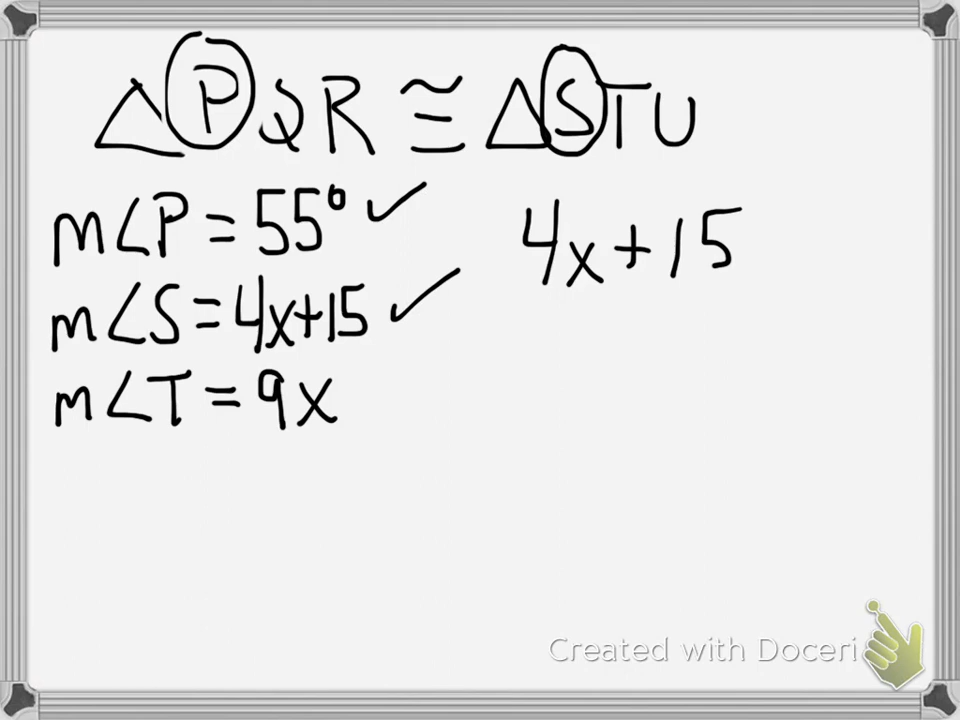 △PQR ≅ △STU
m∠P = 55° ✓
4x + 15
m∠S = 4x+15 ✓
m∠T = 9x
Created with Doceri